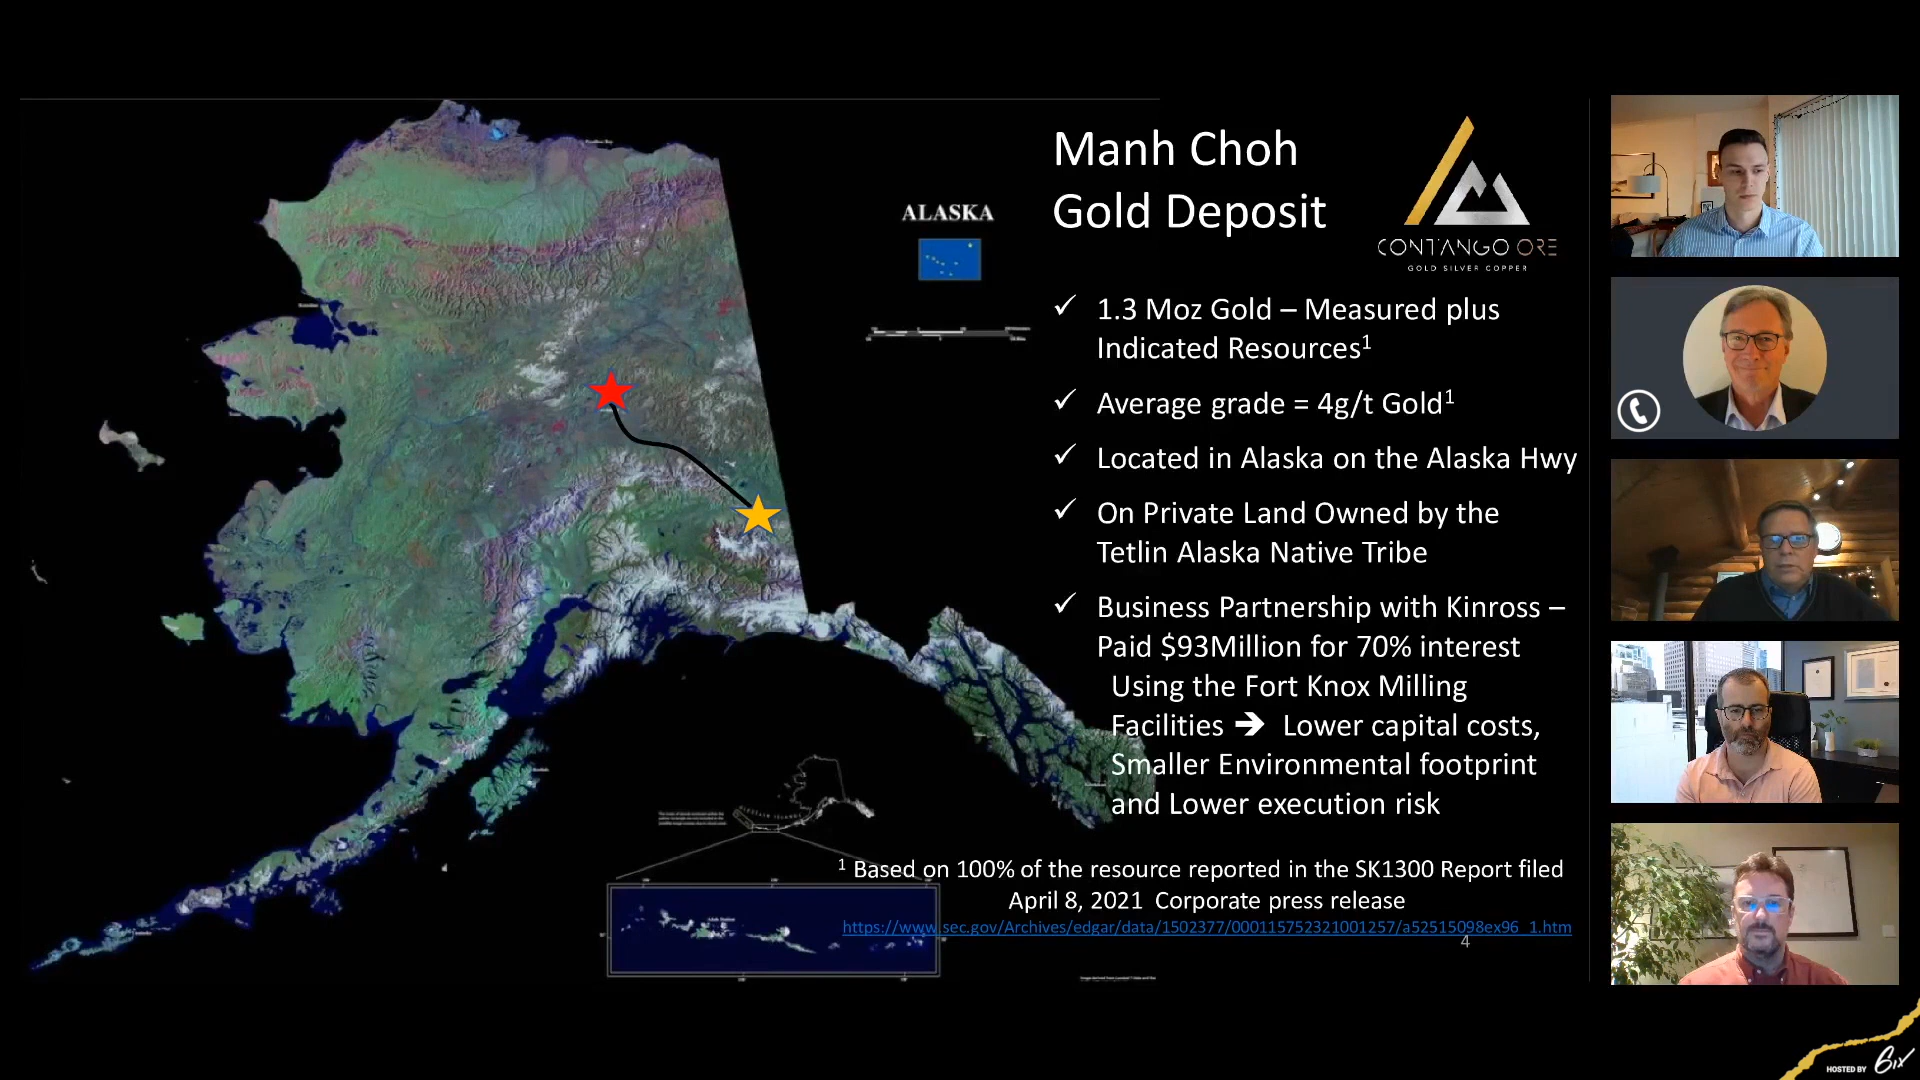 Manh Choh
Gold Deposit
CONTANGO ORE
GOLD SILVER COPPER
ALASKA
✓ 1.3 Moz Gold – Measured plus
Indicated Resources¹
✓ Average grade = 4g/t Gold¹
✓ Located in Alaska on the Alaska Hwy
✓ On Private Land Owned by the
Tetlin Alaska Native Tribe
✓ Business Partnership with Kinross –
Paid $93Million for 70% interest
Using the Fort Knox Milling
Facilities ➔ Lower capital costs,
Smaller Environmental footprint
and Lower execution risk
¹ Based on 100% of the resource reported in the SK1300 Report filed
April 8, 2021 Corporate press release
https://www.sec.gov/Archives/edgar/data/1502377/000115752321001257/a52515098ex96_1.htm
4
HOSTED BY 6ix